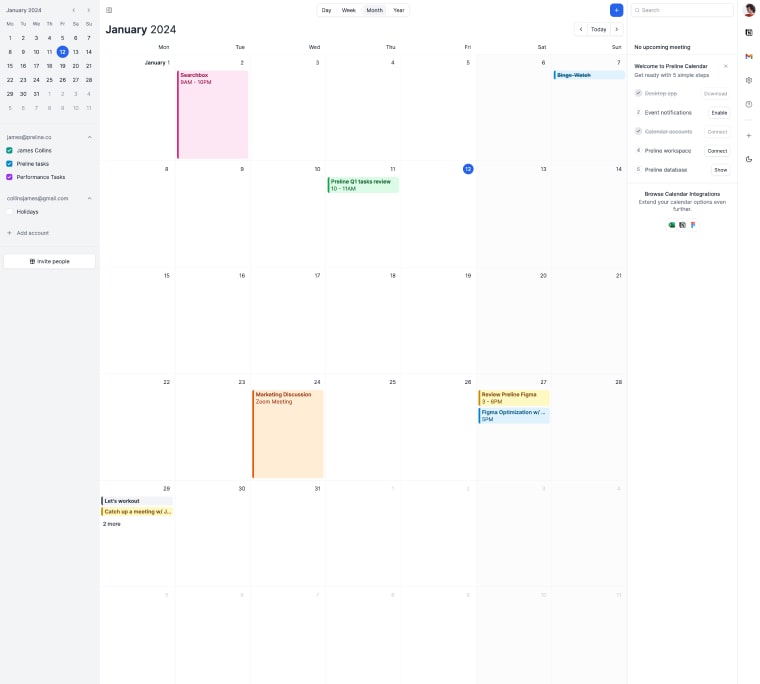 January 2024
Mo Tu We Th Fr Sa Su
1 2 3 4 5 6 7
8 9 10 11 12 13 14
15 16 17 18 19 20 21
22 23 24 25 26 27 28
29 30 31 1 2 3 4
5 6 7 8 9 10 11
james@preline.co
James Collins
Preline tasks
Performance Tasks
collinsjames@gmail.com
Holidays
+ Add account
Invite people
Day Week Month Year
+
January 2024
Today
Mon Tue Wed Thu Fri Sat Sun
January 1 2 3 4 5 6 7
Searchbox
9AM - 10PM
Binge-Watch
8 9 10 11 12 13 14
Preline Q1 tasks review
10 - 11AM
15 16 17 18 19 20 21
22 23 24 25 26 27 28
Marketing Discussion
Zoom Meeting
Review Preline Figma
3 - 6PM
Figma Optimization w/ ...
5PM
29 30 31 1 2 3 4
Let's workout
Catch up a meeting w/ J...
2 more
5 6 7 8 9 10 11
Search
No upcoming meeting
Welcome to Preline Calendar
Get ready with 5 simple steps
Desktop app Download
2 Event notifications Enable
Calendar accounts Connect
4 Preline workspace Connect
5 Preline database Show
Browse Calendar Integrations
Extend your calendar options even
further.